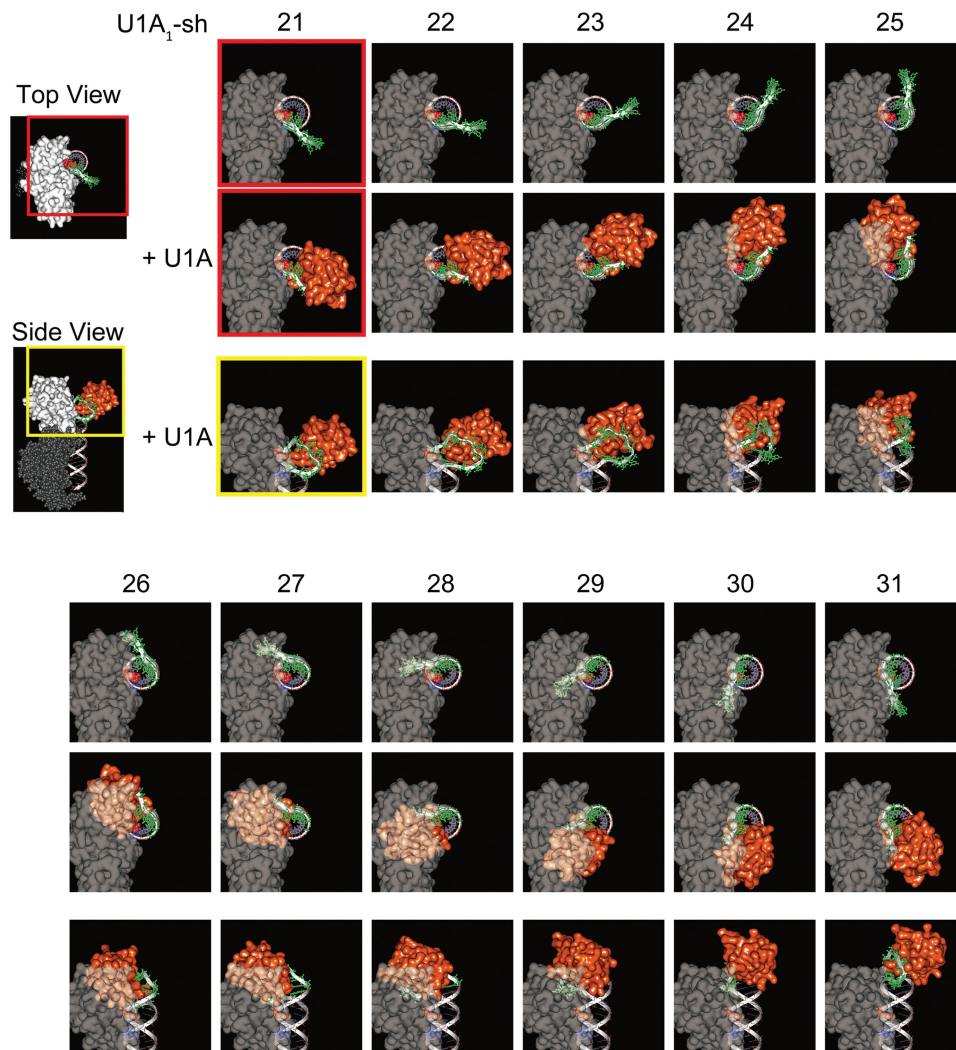 U1A₁-sh 21 22 23 24 25
Top View
+ U1A
Side View
+ U1A
26 27 28 29 30 31